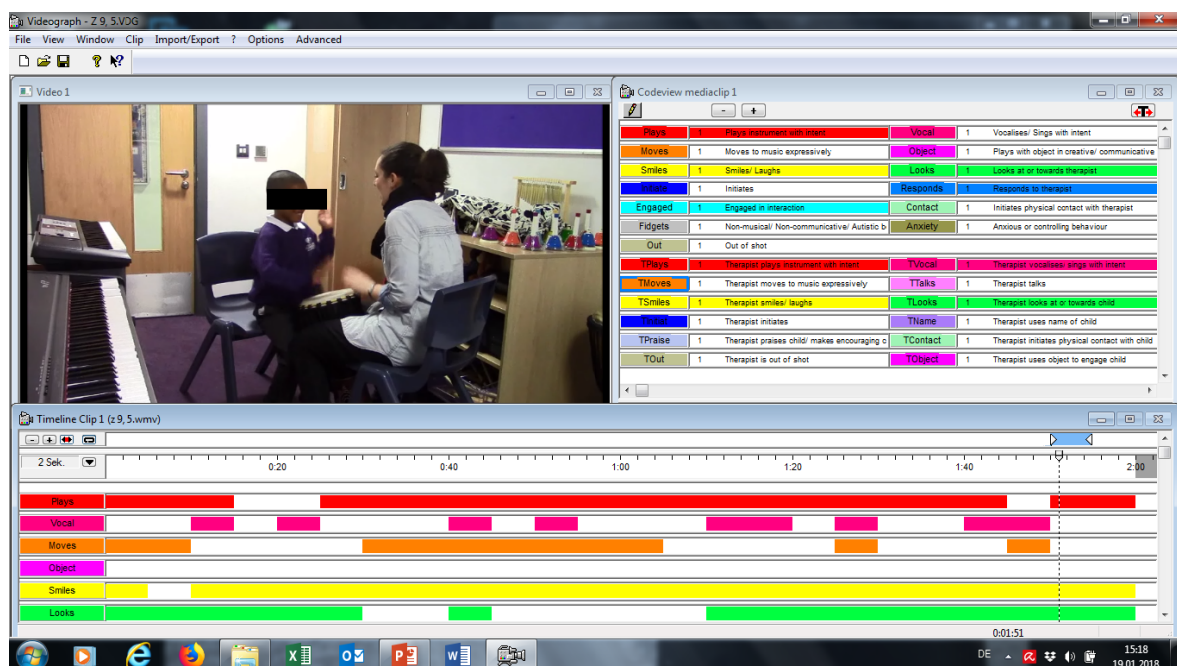 Videograph - Z 9, 5.VDG
File View Window Clip Import/Export ? Options Advanced
Video 1
Codeview mediaclip 1
- +
Plays 1 Plays instrument with intent Vocal 1 Vocalises/ Sings with intent
Moves 1 Moves to music expressively Object 1 Plays with object in creative/ communicative
Smiles 1 Smiles/ Laughs Looks 1 Looks at or towards therapist
Initiate 1 Initiates Responds 1 Responds to therapist
Engaged 1 Engaged in interaction Contact 1 Initiates physical contact with therapist
Fidgets 1 Non-musical/ Non-communicative/ Autistic b Anxiety 1 Anxious or controlling behaviour
Out 1 Out of shot
TPlays 1 Therapist plays instrument with intent TVocal 1 Therapist vocalises/ sings with intent
TMoves 1 Therapist moves to music expressively TTalks 1 Therapist talks
TSmiles 1 Therapist smiles/ laughs TLooks 1 Therapist looks at or towards child
1 Therapist initiates TName 1 Therapist uses name of child
TPraise 1 Therapist praises child/ makes encouraging c TContact 1 Therapist initiates physical contact with child
TOut 1 Therapist is out of shot TObject 1 Therapist uses object to engage child
Timeline Clip 1 (z 9, 5.wmv)
- +
2 Sek. 0:20 0:40 1:00 1:20 1:40 2:00
Plays
Vocal
Moves
Object
Smiles
Looks
0:01:51
DE 15:18
19.01.2018